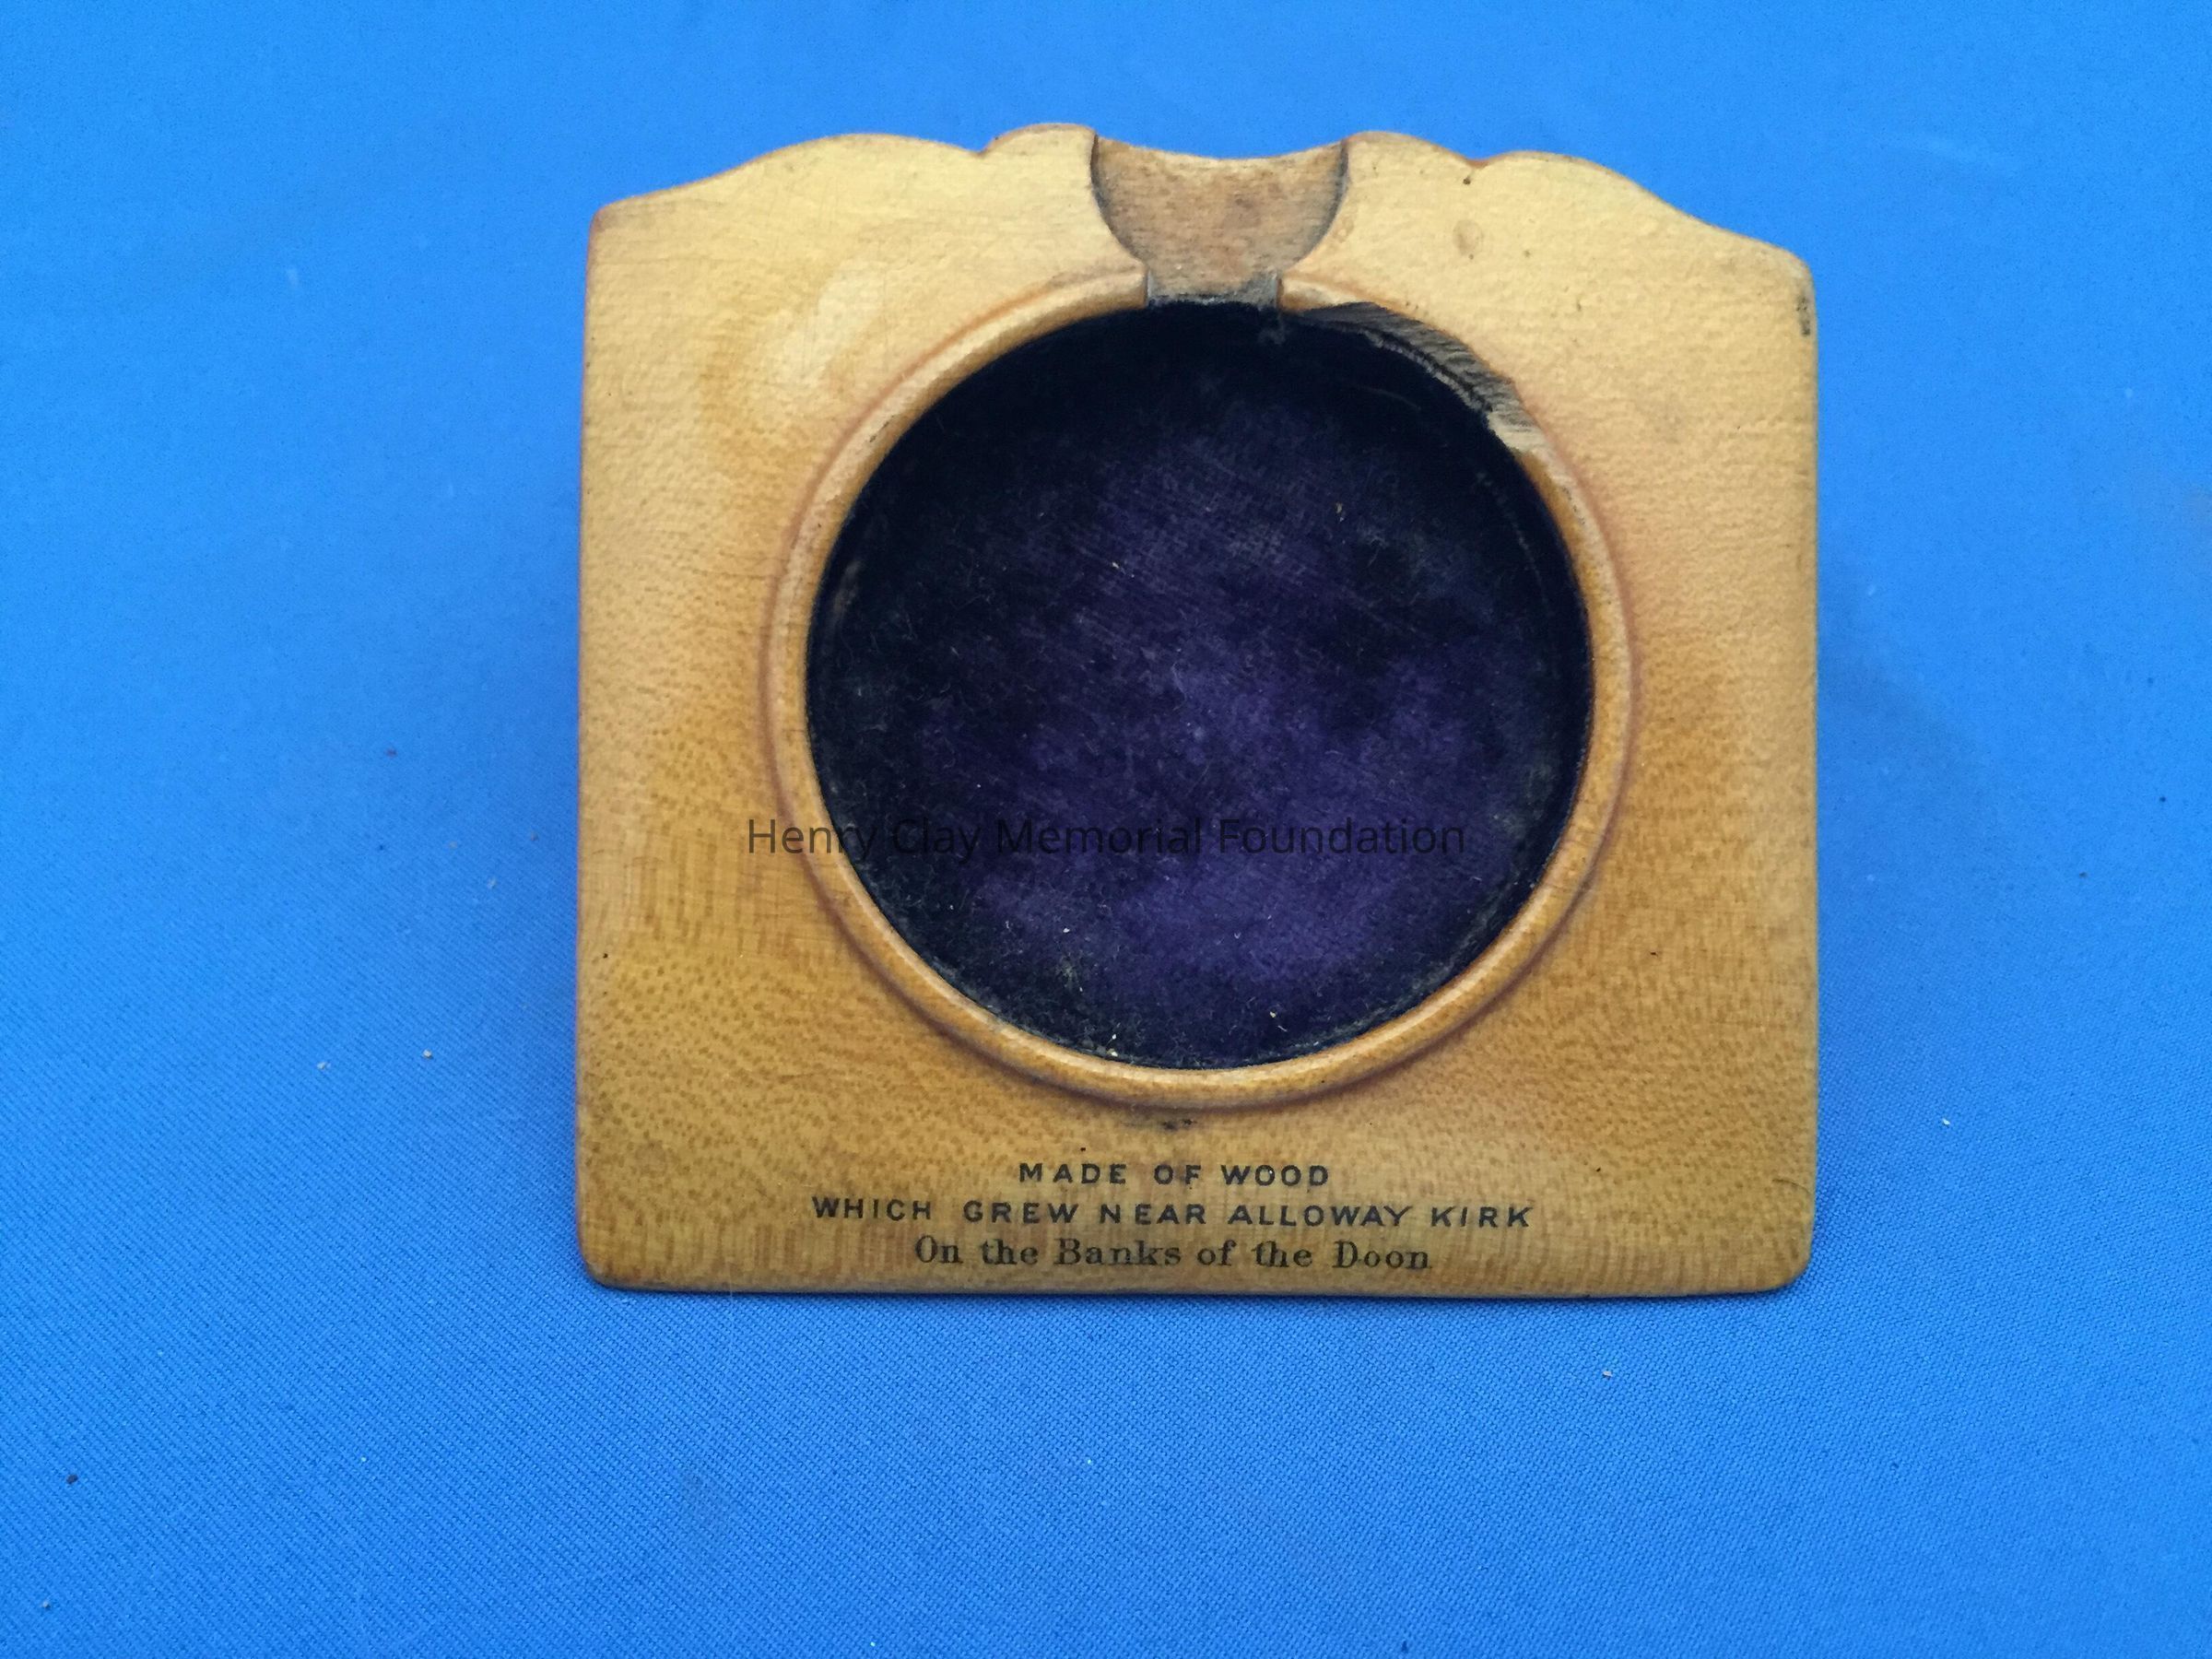 Henry Clay Memorial Foundation
MADE OF WOOD
WHICH GREW NEAR ALLOWAY KIRK
On the Banks of the Doon